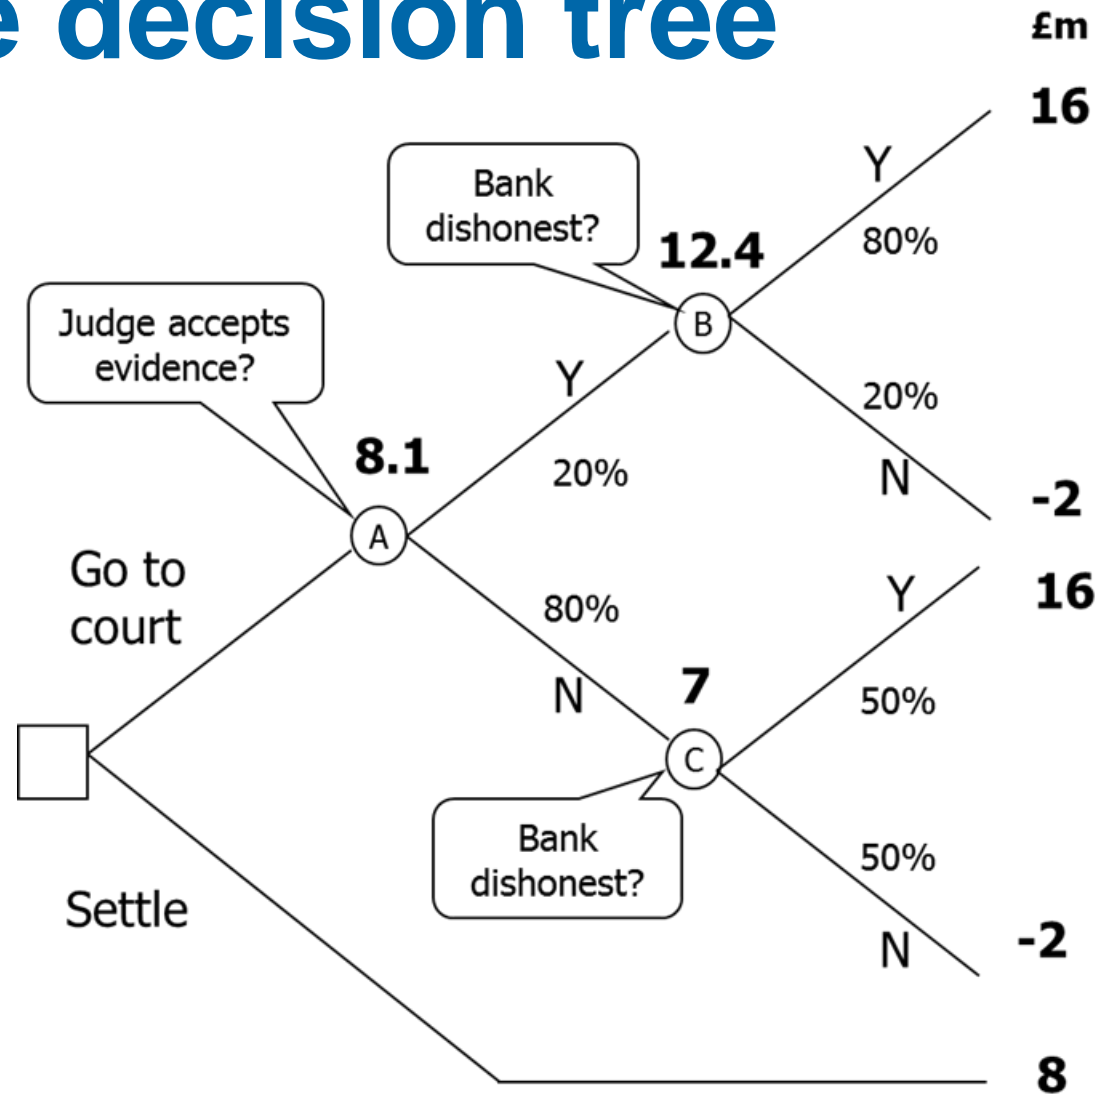 e decision tree
£m
16
Y
Bank
dishonest?
12.4
80%
B
Judge accepts
evidence?
Y
20%
8.1
20%
N
-2
A
Go to
court
80%
Y
16
N
7
50%
C
Bank
dishonest?
50%
Settle
N
-2
8